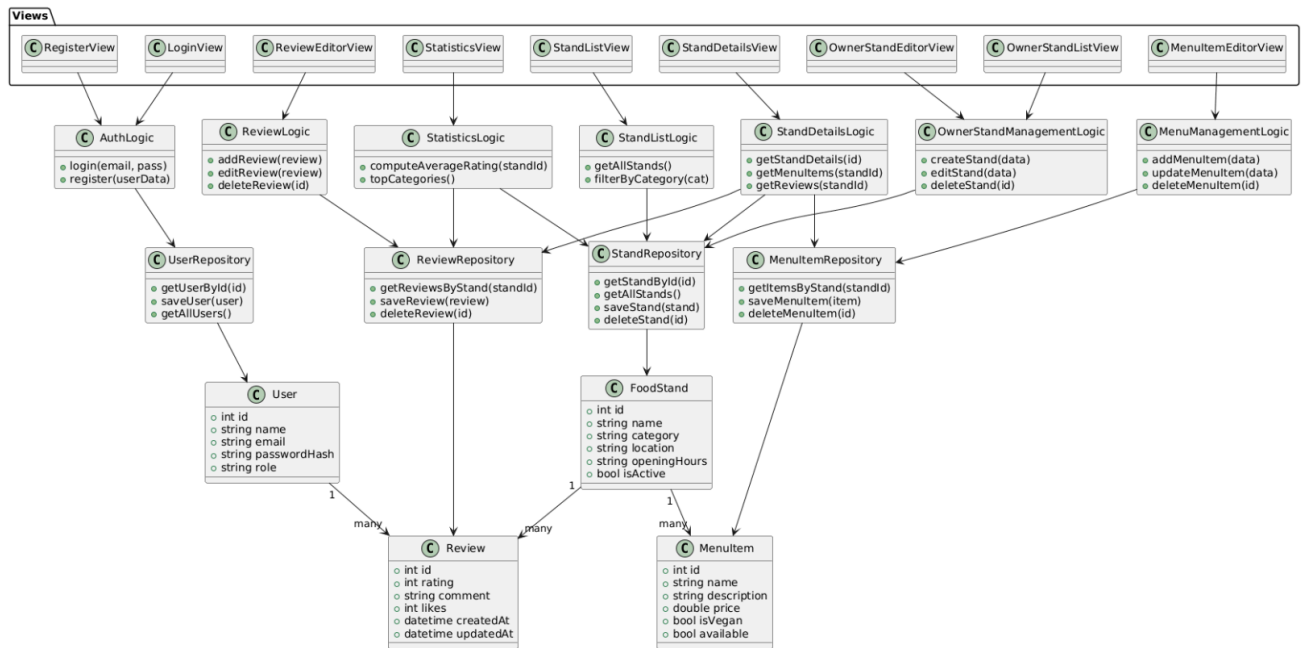 Views
C RegisterView
C LoginView
C ReviewEditorView
C StatisticsView
C StandListView
C StandDetailsView
C OwnerStandEditorView
C OwnerStandListView
C MenuItemEditorView
C AuthLogic
login(email, pass)
register(userData)
C ReviewLogic
addReview(review)
editReview(review)
deleteReview(id)
C StatisticsLogic
computeAverageRating(standId)
topCategories()
C StandListLogic
getAllStands()
filterByCategory(cat)
C StandDetailsLogic
getStandDetails(id)
getMenuItems(standId)
getReviews(standId)
C OwnerStandManagementLogic
createStand(data)
editStand(data)
deleteStand(id)
C MenuManagementLogic
addMenuItem(data)
updateMenuItem(data)
deleteMenuItem(id)
C UserRepository
getUserById(id)
saveUser(user)
getAllUsers()
C ReviewRepository
getReviewsByStand(standId)
saveReview(review)
deleteReview(id)
C StandRepository
getStandById(id)
getAllStands()
saveStand(stand)
deleteStand(id)
C MenuItemRepository
getItemsByStand(standId)
saveMenuItem(item)
deleteMenuItem(id)
C User
int id
string name
string email
string passwordHash
string role
C FoodStand
int id
string name
string category
string location
string openingHours
bool isActive
1
many
1
many
1
many
C Review
int id
int rating
string comment
int likes
datetime createdAt
datetime updatedAt
C MenuItem
int id
string name
string description
double price
bool isVegan
bool available